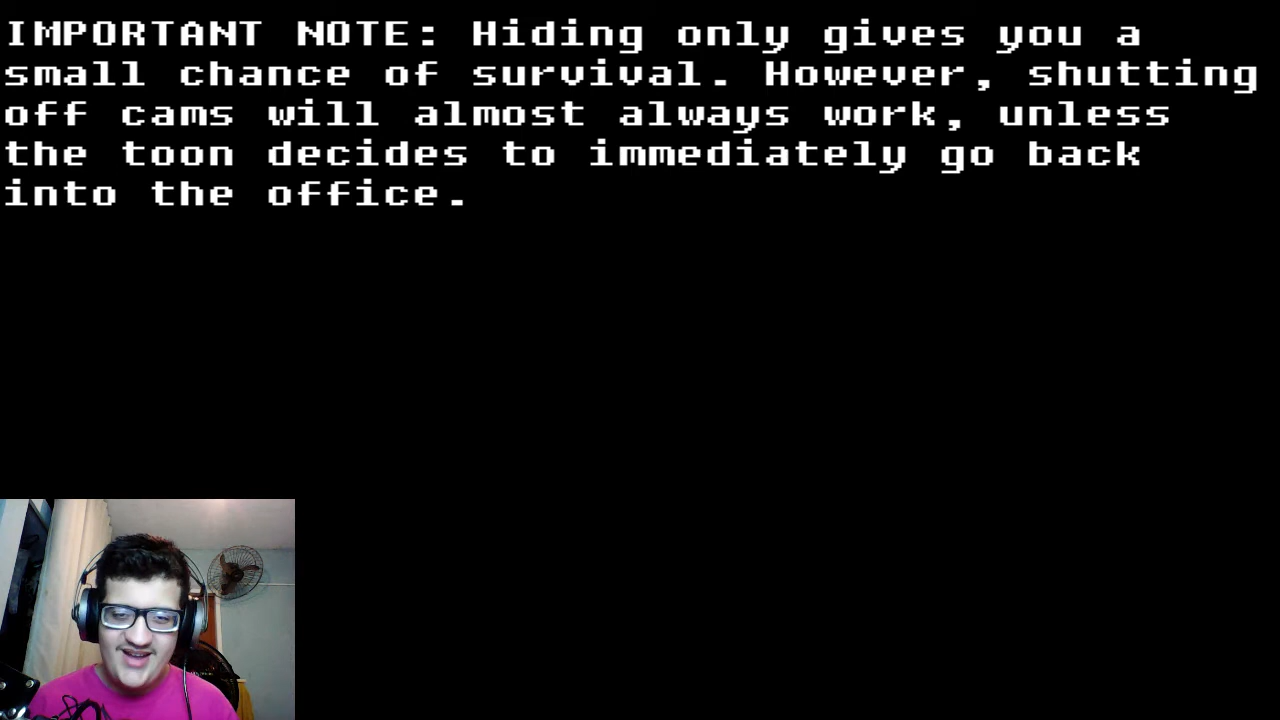 IMPORTANT NOTE: Hiding only gives you a
small chance of survival. However, shutting
off cams will almost always work, unless
the toon decides to immediately go back
into the office.